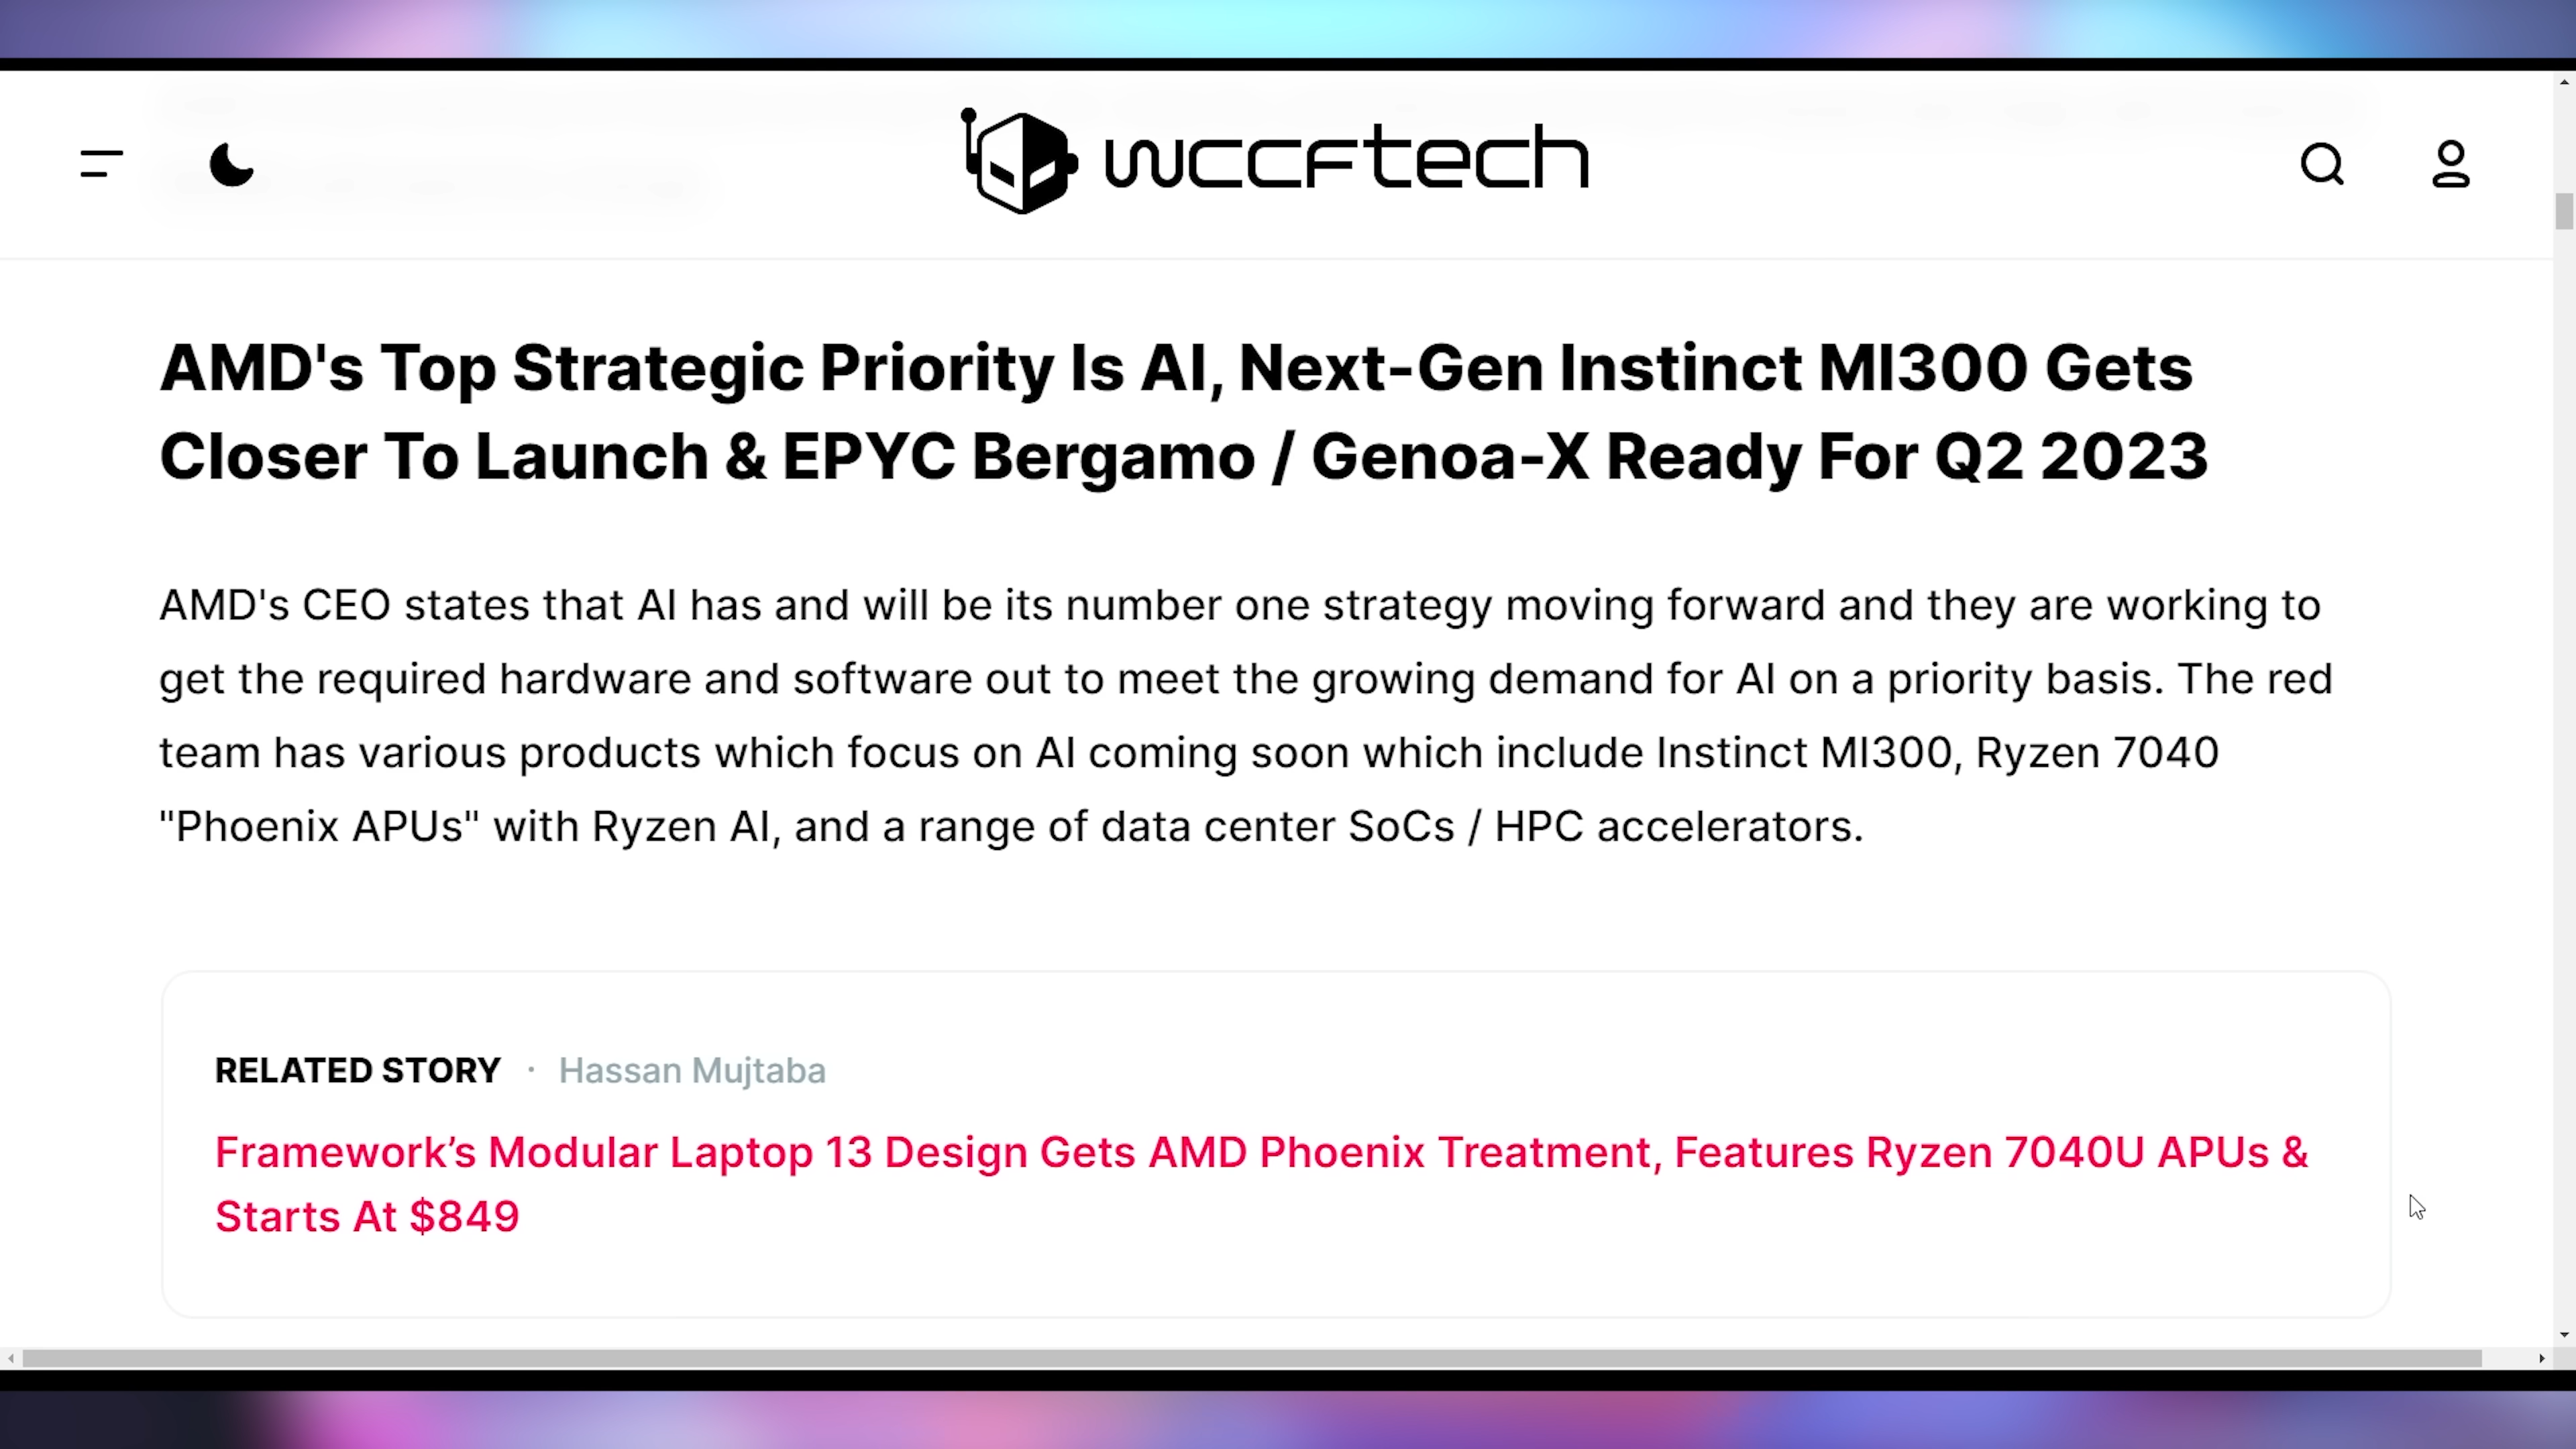 wccftech
AMD's Top Strategic Priority Is AI, Next-Gen Instinct MI300 Gets
Closer To Launch & EPYC Bergamo / Genoa-X Ready For Q2 2023
AMD's CEO states that AI has and will be its number one strategy moving forward and they are working to
get the required hardware and software out to meet the growing demand for AI on a priority basis. The red
team has various products which focus on AI coming soon which include Instinct MI300, Ryzen 7040
"Phoenix APUs" with Ryzen AI, and a range of data center SoCs / HPC accelerators.
RELATED STORY · Hassan Mujtaba
Framework’s Modular Laptop 13 Design Gets AMD Phoenix Treatment, Features Ryzen 7040U APUs &
Starts At $849